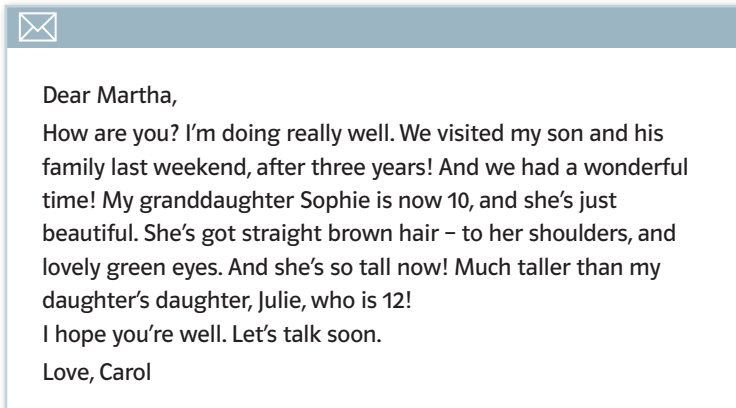 Dear Martha,
How are you? I'm doing really well. We visited my son and his
family last weekend, after three years! And we had a wonderful
time! My granddaughter Sophie is now 10, and she's just
beautiful. She's got straight brown hair – to her shoulders, and
lovely green eyes. And she's so tall now! Much taller than my
daughter's daughter, Julie, who is 12!
I hope you're well. Let's talk soon.
Love, Carol